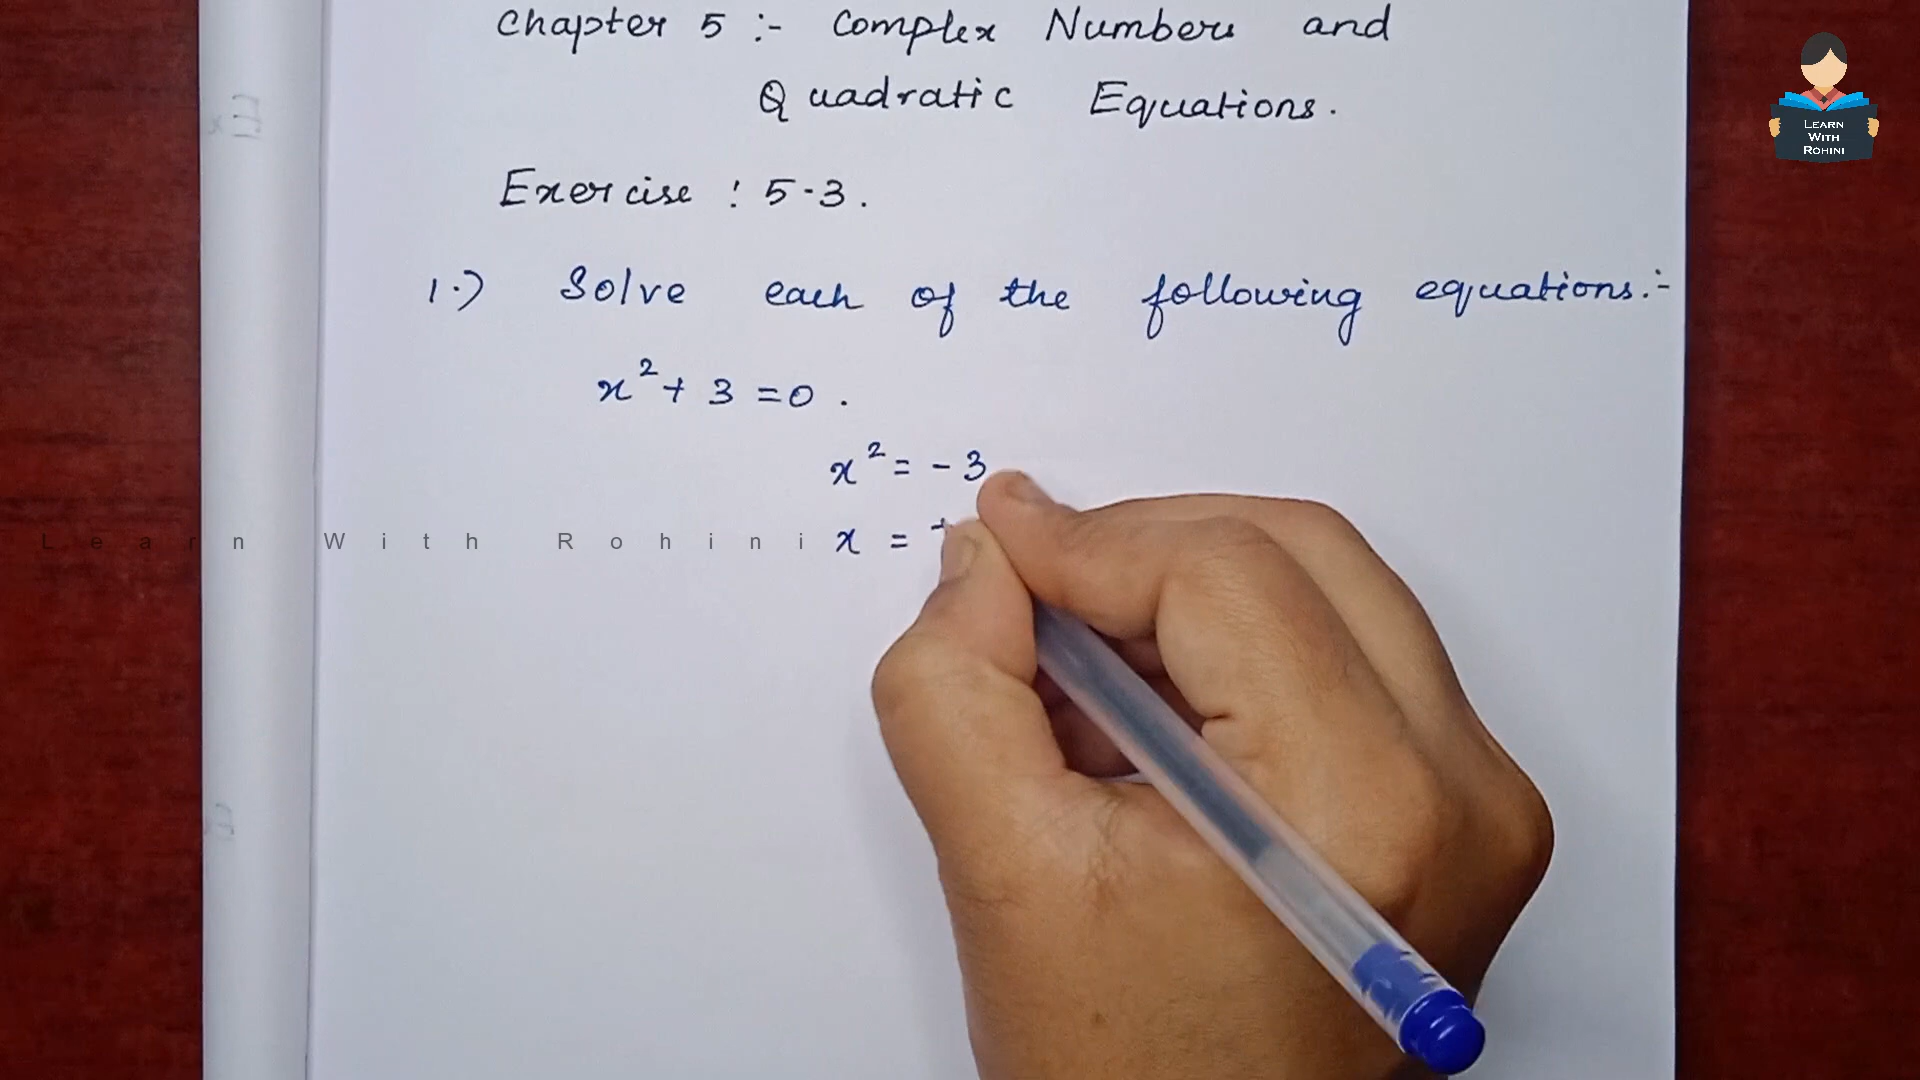 Chapter 5 :- Complex Numbers and
Quadratic Equations.
Exercise : 5.3.
1.) Solve each of the following equations:-
x² + 3 = 0.
x² = -3
x =
Learn With Rohini
LEARN
WITH
ROHINI